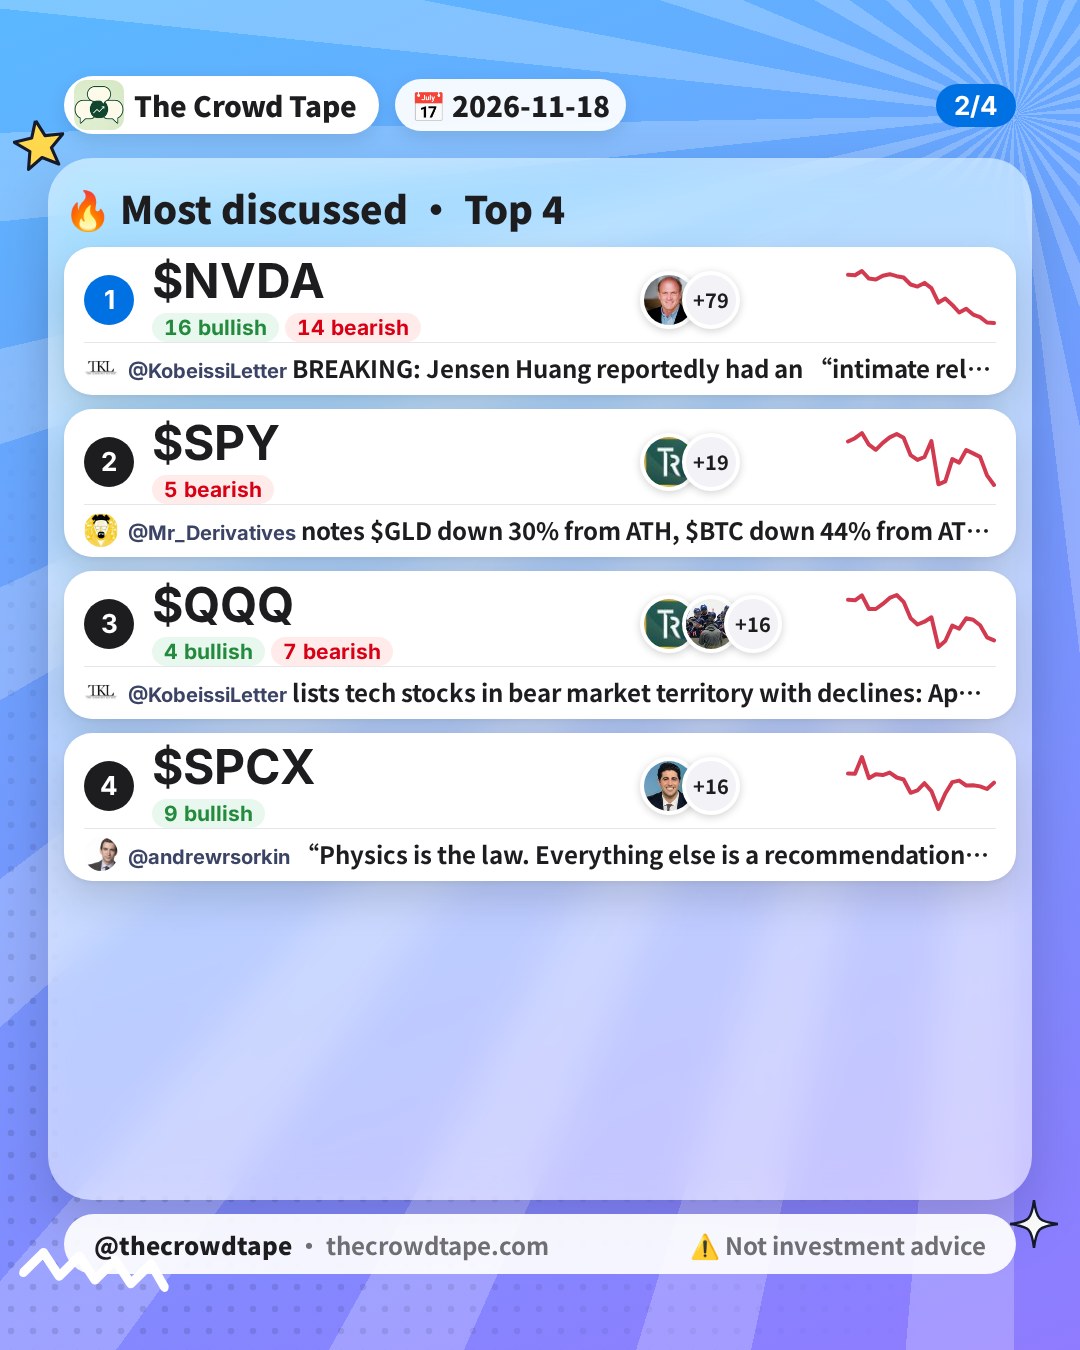 The Crowd Tape
📅 2026-11-18
2/4
🔥 Most discussed • Top 4
1
$NVDA
16 bullish 14 bearish
+79
TKL @KobeissiLetter BREAKING: Jensen Huang reportedly had an “intimate rel…
2
$SPY
5 bearish
TR +19
@Mr_Derivatives notes $GLD down 30% from ATH, $BTC down 44% from AT…
3
$QQQ
4 bullish 7 bearish
TR +16
TKL @KobeissiLetter lists tech stocks in bear market territory with declines: Ap…
4
$SPCX
9 bullish
+16
@andrewrsorkin “Physics is the law. Everything else is a recommendation…
@thecrowdtape • thecrowdtape.com
⚠️ Not investment advice